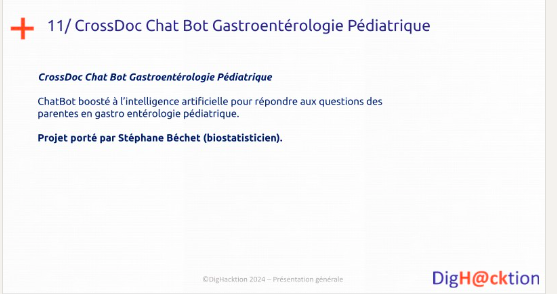 11/ CrossDoc Chat Bot Gastroentérologie Pédiatrique
CrossDoc Chat Bot Gastroentérologie Pédiatrique
ChatBot boosté à l'intelligence artificielle pour répondre aux questions des
parentes en gastro entérologie pédiatrique.
Projet porté par Stéphane Béchet (biostatisticien).
©DigHacktion 2024 – Présentation générale
DigH@cktion